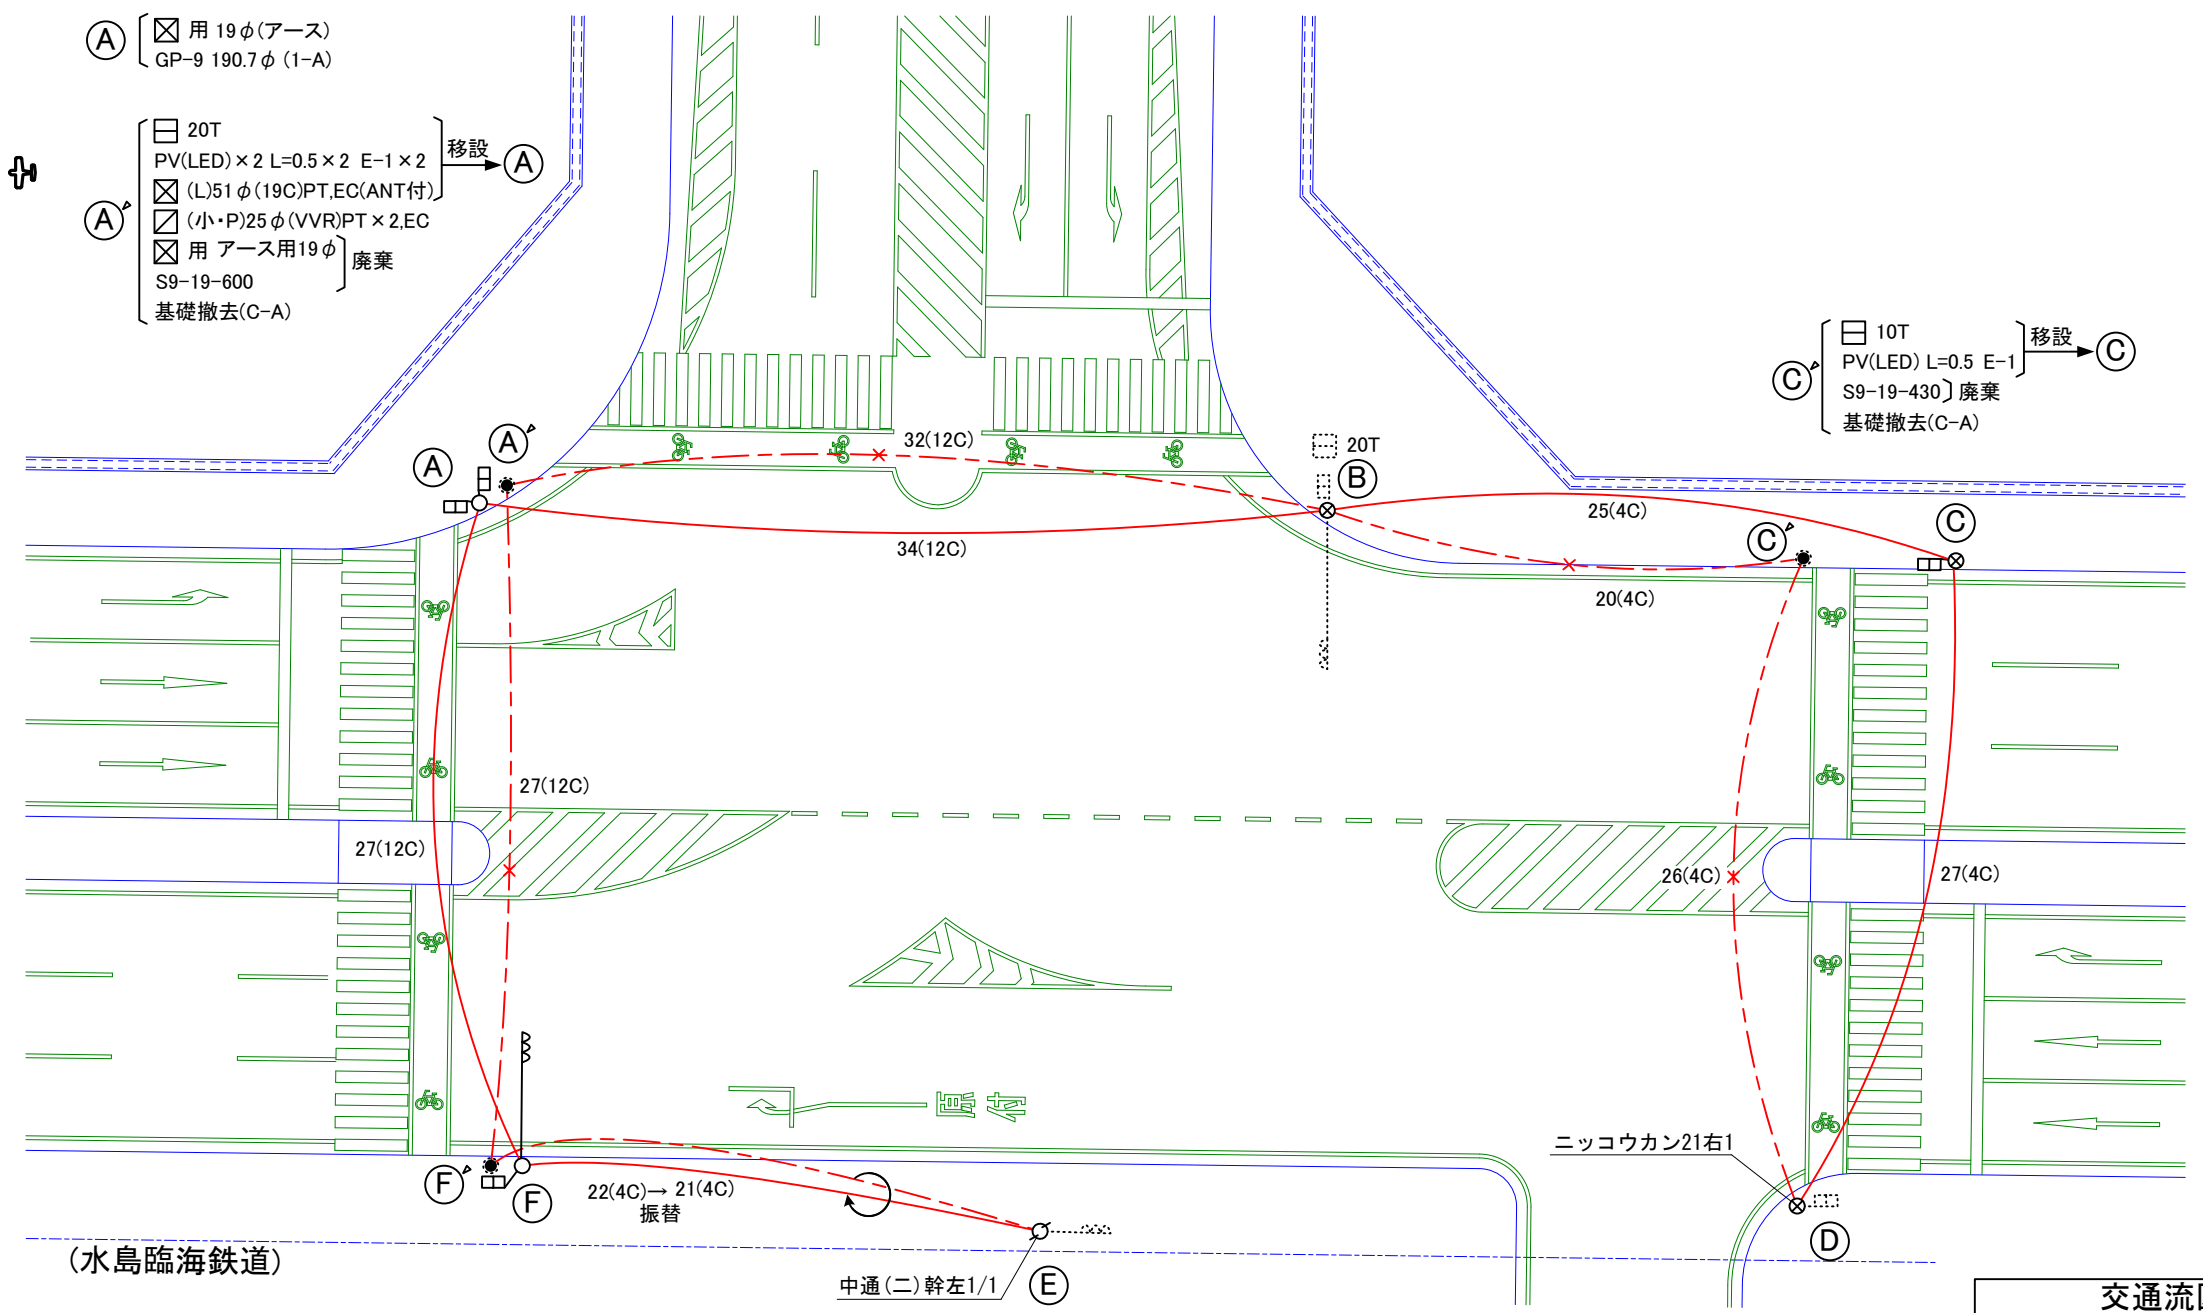 A
用 19φ(アース)
GP-9 190.7φ (1-A)
A'
20T
PV(LED)×2 L=0.5×2 E-1×2
(L)51φ(19C)PT,EC(ANT付)
移設
A
(小・P)25φ(VVR)PT×2,EC
用 アース用19φ
S9-19-600
廃棄
基礎撤去(C-A)
C'
10T
PV(LED) L=0.5 E-1
移設
C
S9-19-430
廃棄
基礎撤去(C-A)
A
A'
32(12C)
20T
B
34(12C)
25(4C)
C
C'
20(4C)
27(12C)
27(12C)
26(4C)
27(4C)
F'
F
22(4C)→21(4C)
振替
ニッコウカン21右1
D
(水島臨海鉄道)
中通(二)幹左1/1
E
交通流